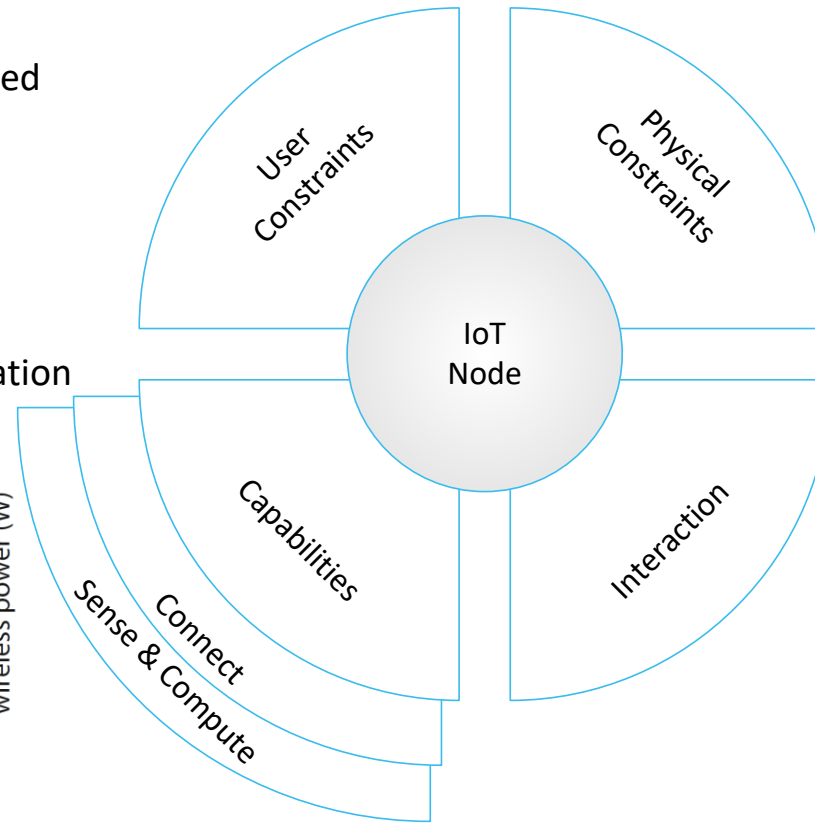 ed
User
Constraints
Physical
Constraints
IoT
Node
ation
wireless power (W)
Capabilities
Connect
Sense & Compute
Interaction